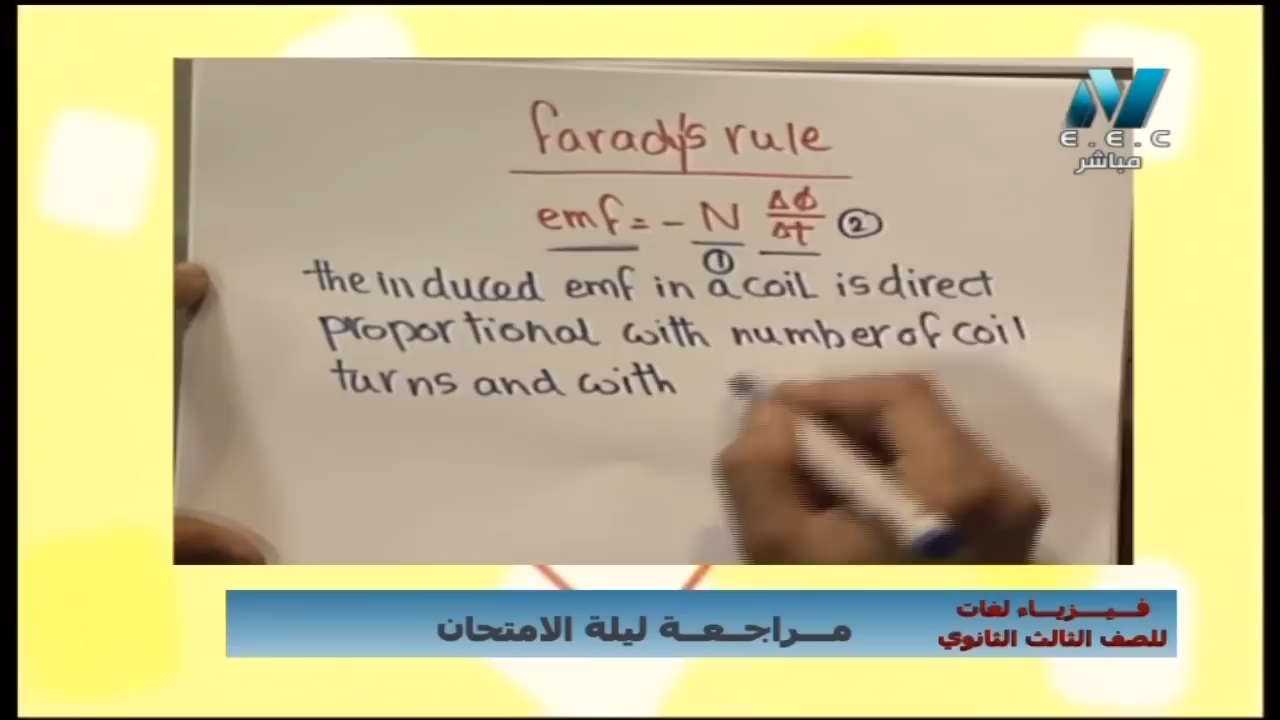 farady's rule
emf = - N Δϕ/Δt ②
①
the induced emf in a coil is direct
proportional with number of coil
turns and with
E.E.C
مباشر
فيزياء لغات
للصف الثالث الثانوي
مراجعة ليلة الامتحان